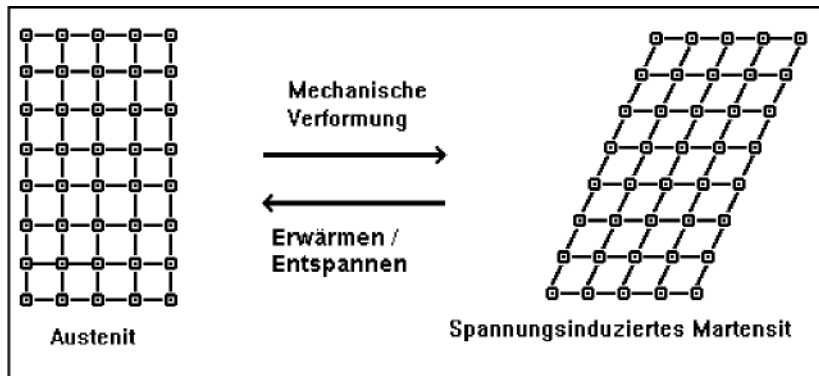 Mechanische
Verformung
Erwärmen /
Entspannen
Austenit
Spannungsinduziertes Martensit